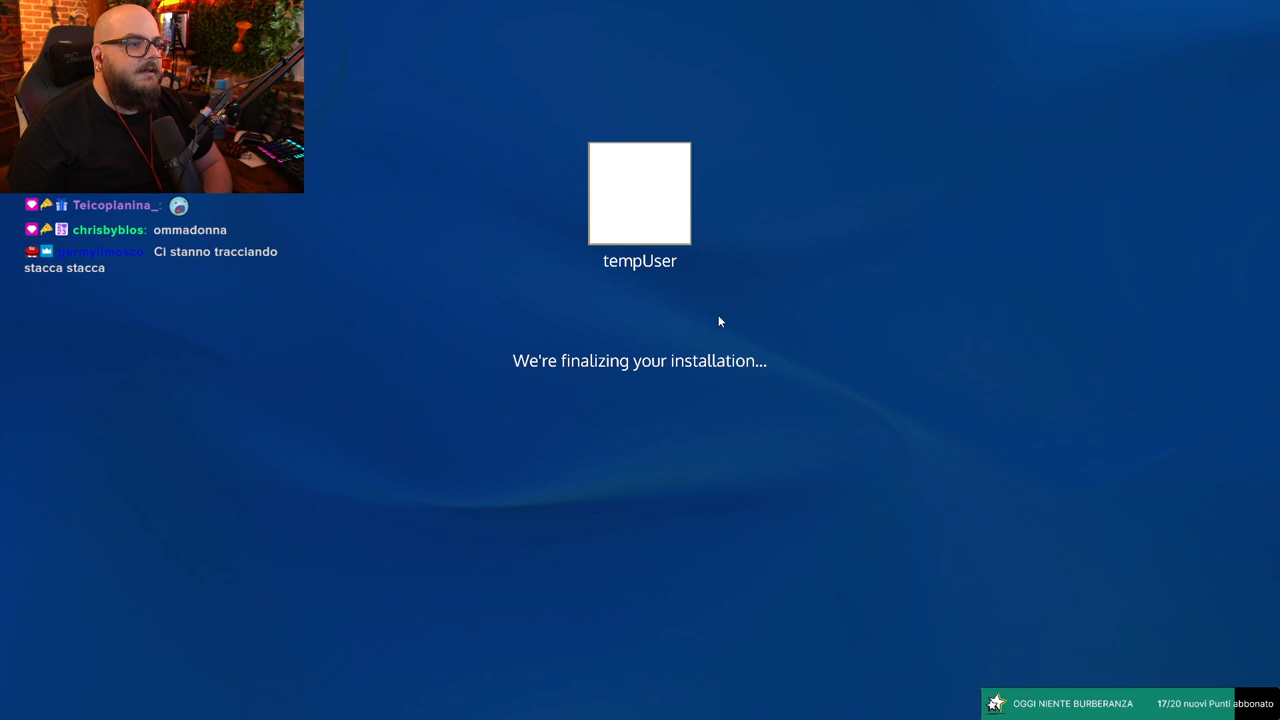 Teicoplanina_:
chrisbyblos: ommadonna
germylimosco: Ci stanno tracciando
stacca stacca
tempUser
We're finalizing your installation...
OGGI NIENTE BURBERANZA 17/20 nuovi Punti abbonato